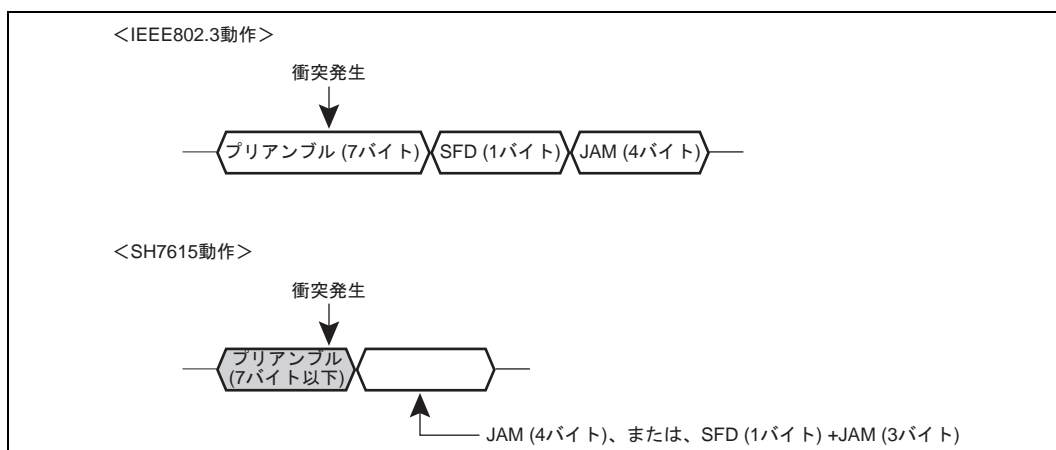 ＜IEEE802.3動作＞
衝突発生
プリアンブル (7バイト) SFD (1バイト) JAM (4バイト)
＜SH7615動作＞
衝突発生
プリアンブル
(7バイト以下)
JAM (4バイト)、または、SFD (1バイト) +JAM (3バイト)